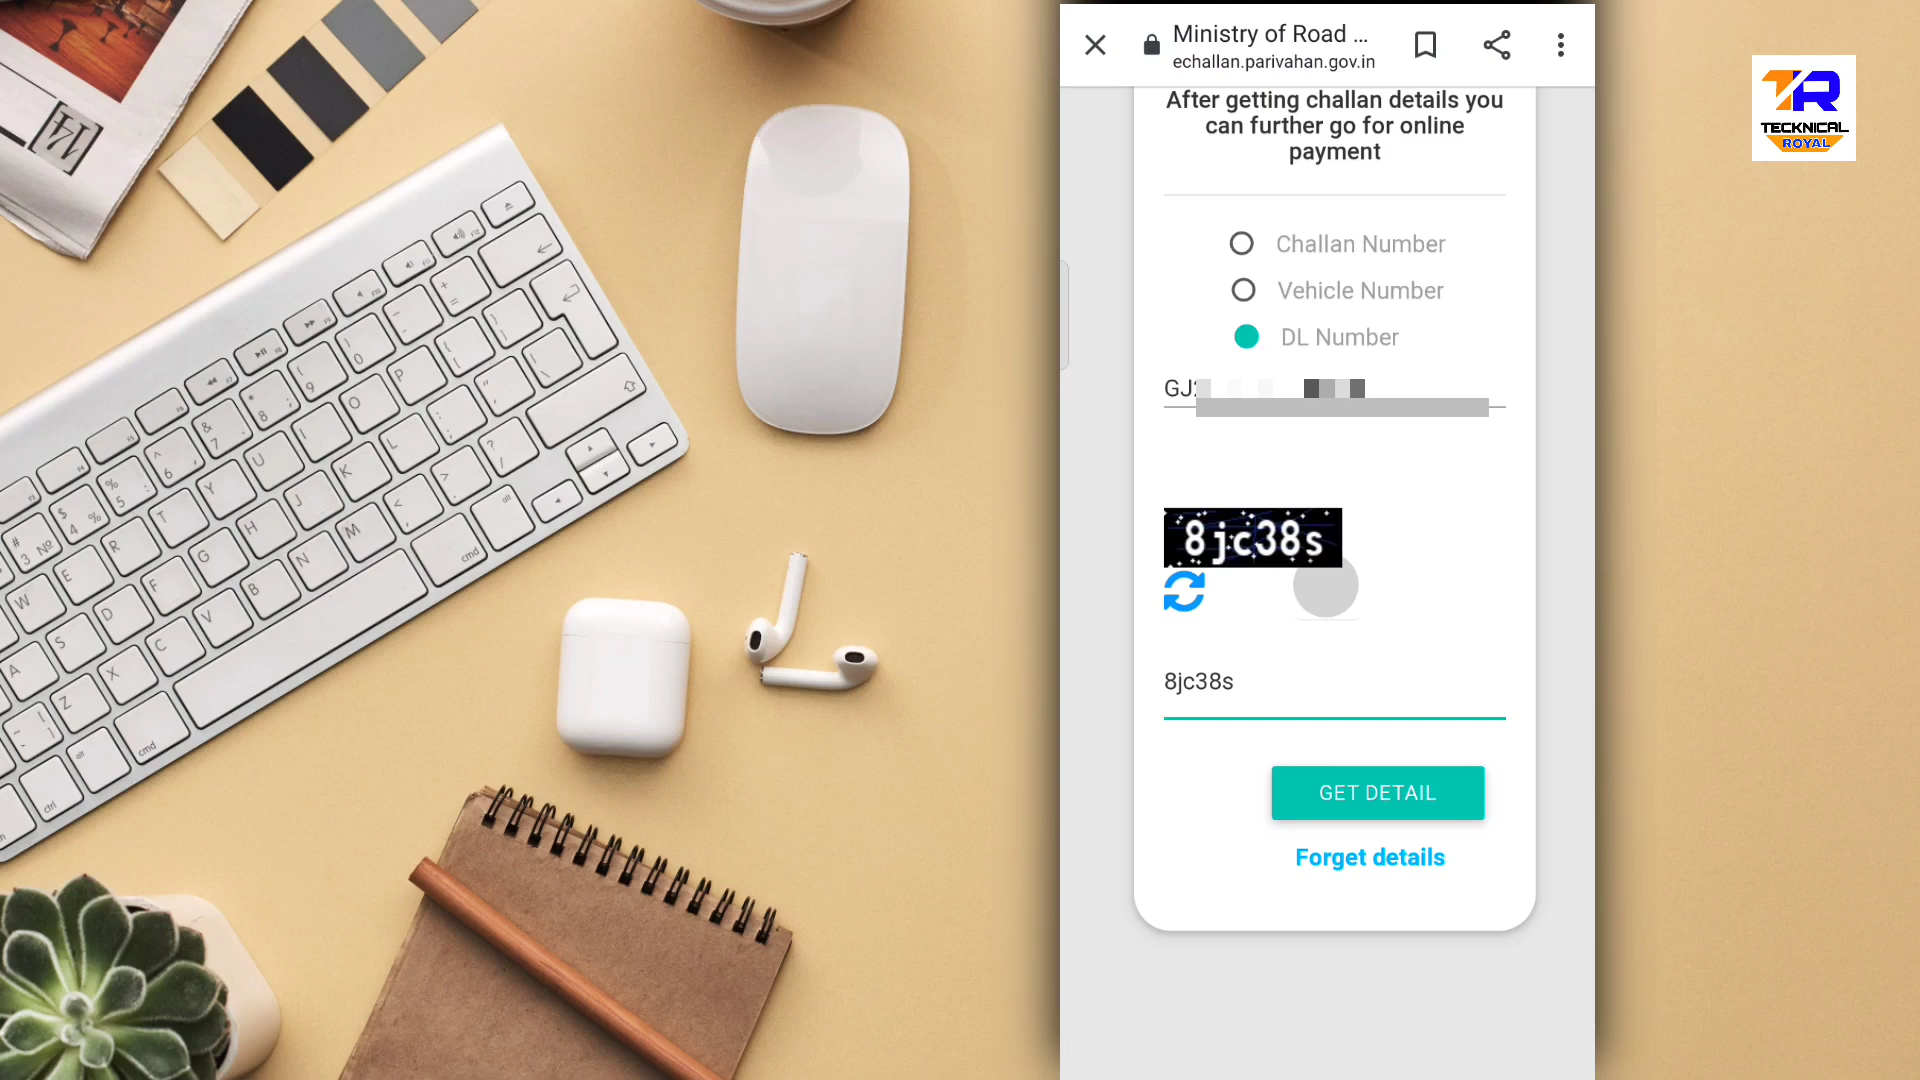 Ministry of Road ...
echallan.parivahan.gov.in
After getting challan details you
can further go for online
payment
Challan Number
Vehicle Number
DL Number
GJ
8jc38s
8jc38s
GET DETAIL
Forget details
TR
TECKNICAL
ROYAL
14